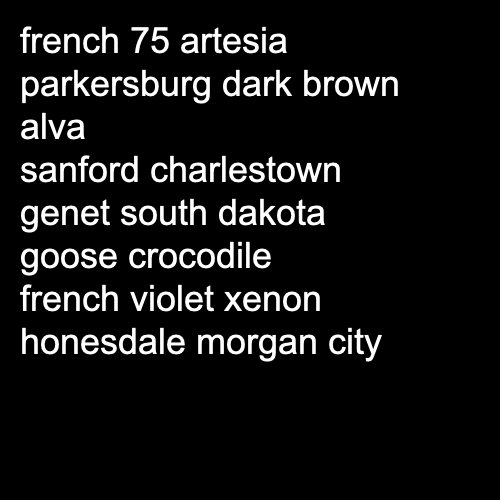 french 75 artesia
parkersburg dark brown
alva
sanford charlestown
genet south dakota
goose crocodile
french violet xenon
honesdale morgan city